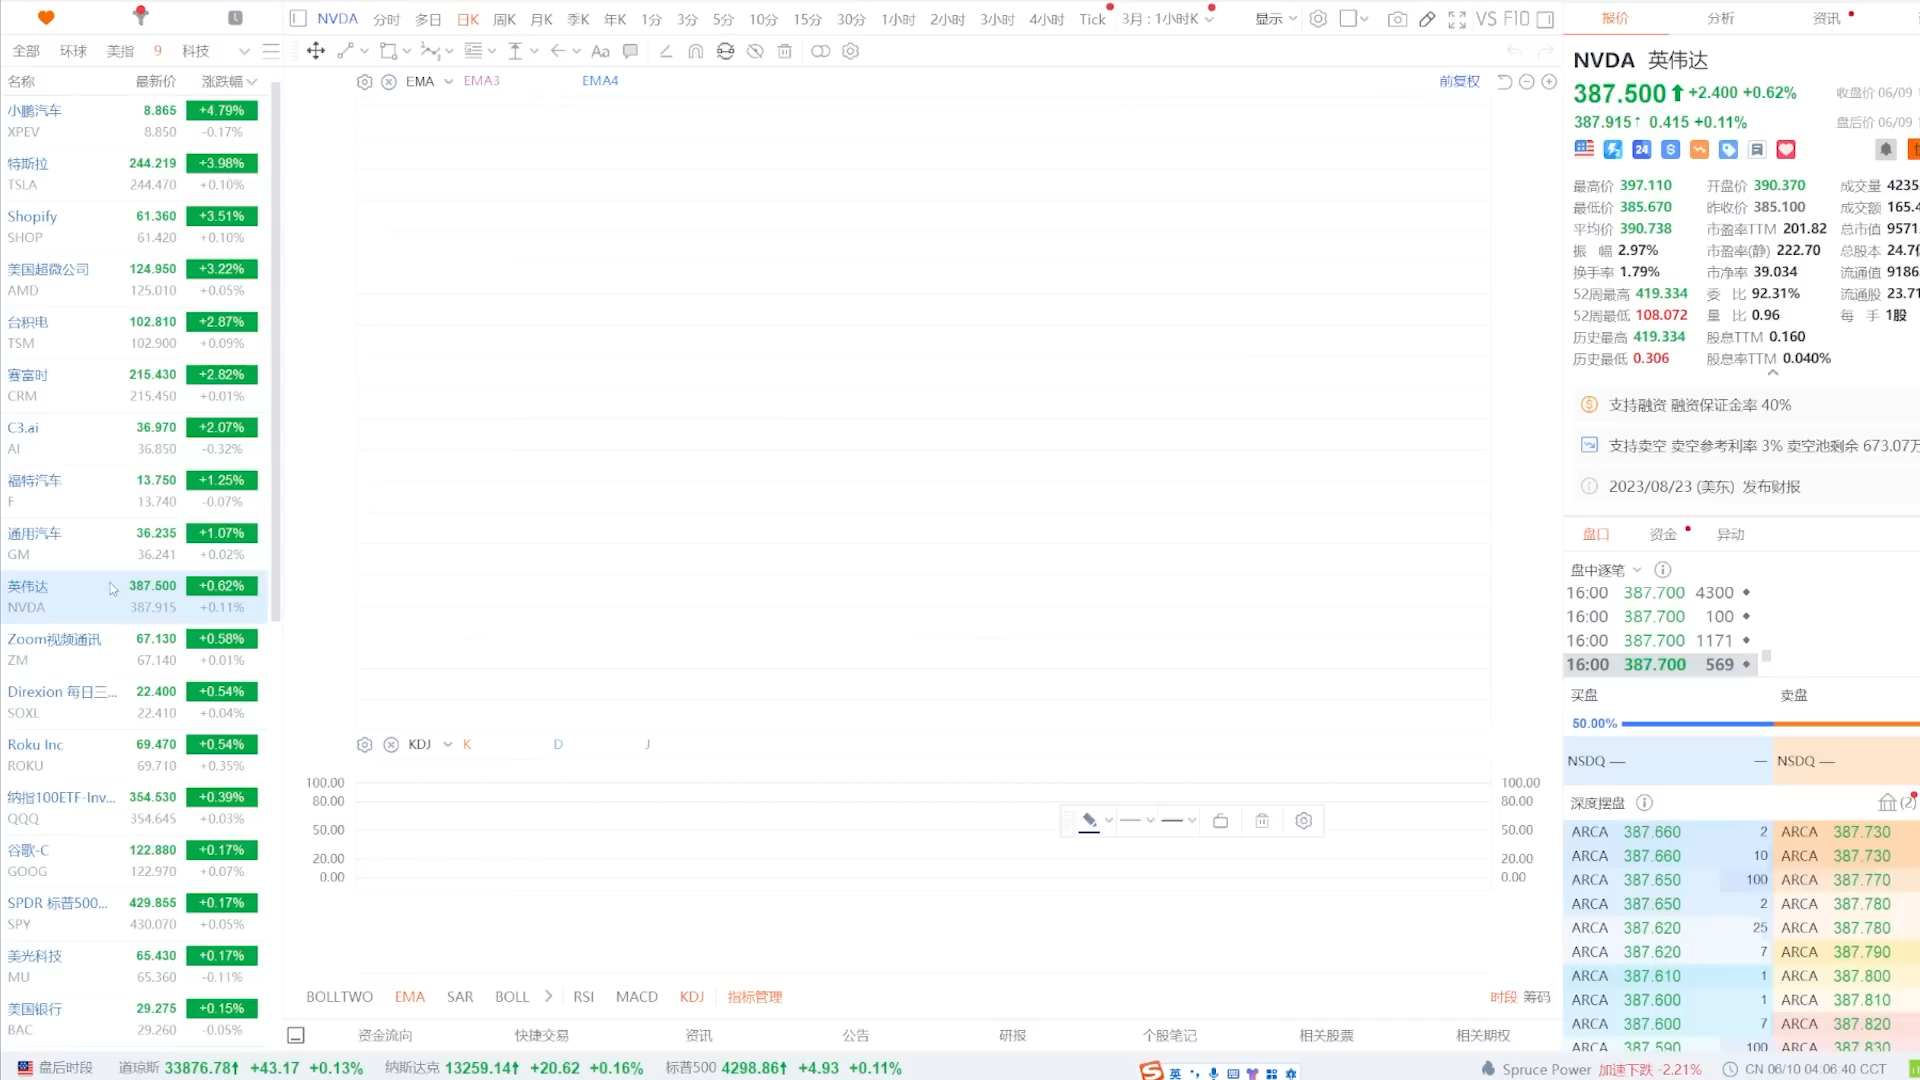 NVDA 分时 多日 日K 周K 月K 季K 年K 1分 3分 5分 10分 15分 30分 1小时 2小时 3小时 4小时 Tick 3月 : 1小时K 显示 VS F10 报价 分析 资讯
全部 环球 美指 9 科技 Aa
名称 最新价 涨跌幅
EMA EMA3 EMA4 前复权
小鹏汽车 8.865 +4.79%
XPEV 8.850 -0.17%
特斯拉 244.219 +3.98%
TSLA 244.470 +0.10%
Shopify 61.360 +3.51%
SHOP 61.420 +0.10%
美国超微公司 124.950 +3.22%
AMD 125.010 +0.05%
台积电 102.810 +2.87%
TSM 102.900 +0.09%
赛富时 215.430 +2.82%
CRM 215.450 +0.01%
C3.ai 36.970 +2.07%
AI 36.850 -0.32%
福特汽车 13.750 +1.25%
F 13.740 -0.07%
通用汽车 36.235 +1.07%
GM 36.241 +0.02%
英伟达 387.500 +0.62%
NVDA 387.915 +0.11%
Zoom视频通讯 67.130 +0.58%
ZM 67.140 +0.01%
Direxion 每日三... 22.400 +0.54%
SOXL 22.410 +0.04%
Roku Inc 69.470 +0.54%
ROKU 69.710 +0.35%
纳指100ETF-Inv... 354.530 +0.39%
QQQ 354.645 +0.03%
谷歌-C 122.880 +0.17%
GOOG 122.970 +0.07%
SPDR 标普500... 429.855 +0.17%
SPY 430.070 +0.05%
美光科技 65.430 +0.17%
MU 65.360 -0.11%
美国银行 29.275 +0.15%
BAC 29.260 -0.05%
KDJ K D J
100.00 100.00
80.00 80.00
50.00 50.00
20.00 20.00
0.00 0.00
BOLLTWO EMA SAR BOLL RSI MACD KDJ 指标管理 时段 筹码
资金流向 快捷交易 资讯 公告 研报 个股笔记 相关股票 相关期权
NVDA 英伟达
387.500 +2.400 +0.62% 收盘价 06/09
387.915↑ 0.415 +0.11% 盘后价 06/09
24 S
最高价 397.110 开盘价 390.370 成交量 4235.
最低价 385.670 昨收价 385.100 成交额 165.4
平均价 390.738 市盈率TTM 201.82 总市值 9571.
振 幅 2.97% 市盈率(静) 222.70 总股本 24.7
换手率 1.79% 市净率 39.034 流通值 9186.
52周最高 419.334 委 比 92.31% 流通股 23.71
52周最低 108.072 量 比 0.96 每 手 1股
历史最高 419.334 股息TTM 0.160
历史最低 0.306 股息率TTM 0.040%
支持融资 融资保证金率 40%
支持卖空 卖空参考利率 3% 卖空池剩余 673.07万
2023/08/23 (美东) 发布财报
盘口 资金 异动
盘中逐笔
16:00 387.700 4300
16:00 387.700 100
16:00 387.700 1171
16:00 387.700 569
买盘 卖盘
50.00%
NSDQ — — NSDQ —
深度摆盘 (2)
ARCA 387.660 2 ARCA 387.730
ARCA 387.660 10 ARCA 387.730
ARCA 387.650 100 ARCA 387.770
ARCA 387.650 2 ARCA 387.780
ARCA 387.620 25 ARCA 387.780
ARCA 387.620 7 ARCA 387.790
ARCA 387.610 1 ARCA 387.800
ARCA 387.600 1 ARCA 387.810
ARCA 387.600 7 ARCA 387.820
ARCA 387.590 100 ARCA 387.830
盘后时段 道琼斯 33876.78↑ +43.17 +0.13% 纳斯达克 13259.14↑ +20.62 +0.16% 标普500 4298.86↑ +4.93 +0.11% S 英 Spruce Power 加速下跌 -2.21% CN 06/10 04:06:40 CCT